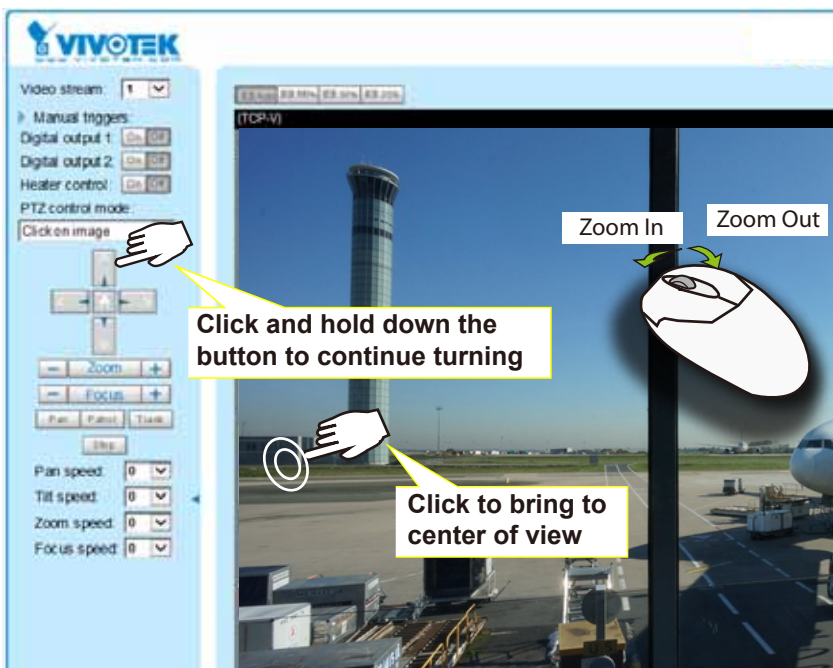 VIVOTEK
Video stream: 1
(TCP-V)
Manual triggers:
Digital output 1: On Off
Digital output 2: On Off
Heater control: On Off
PTZ control mode:
Click on image
Zoom In
Zoom Out
Click and hold down the
button to continue turning
- Zoom +
- Focus +
Pan Patrol Track
Stop
Click to bring to
center of view
Pan speed: 0
Tilt speed: 0
Zoom speed: 0
Focus speed: 0